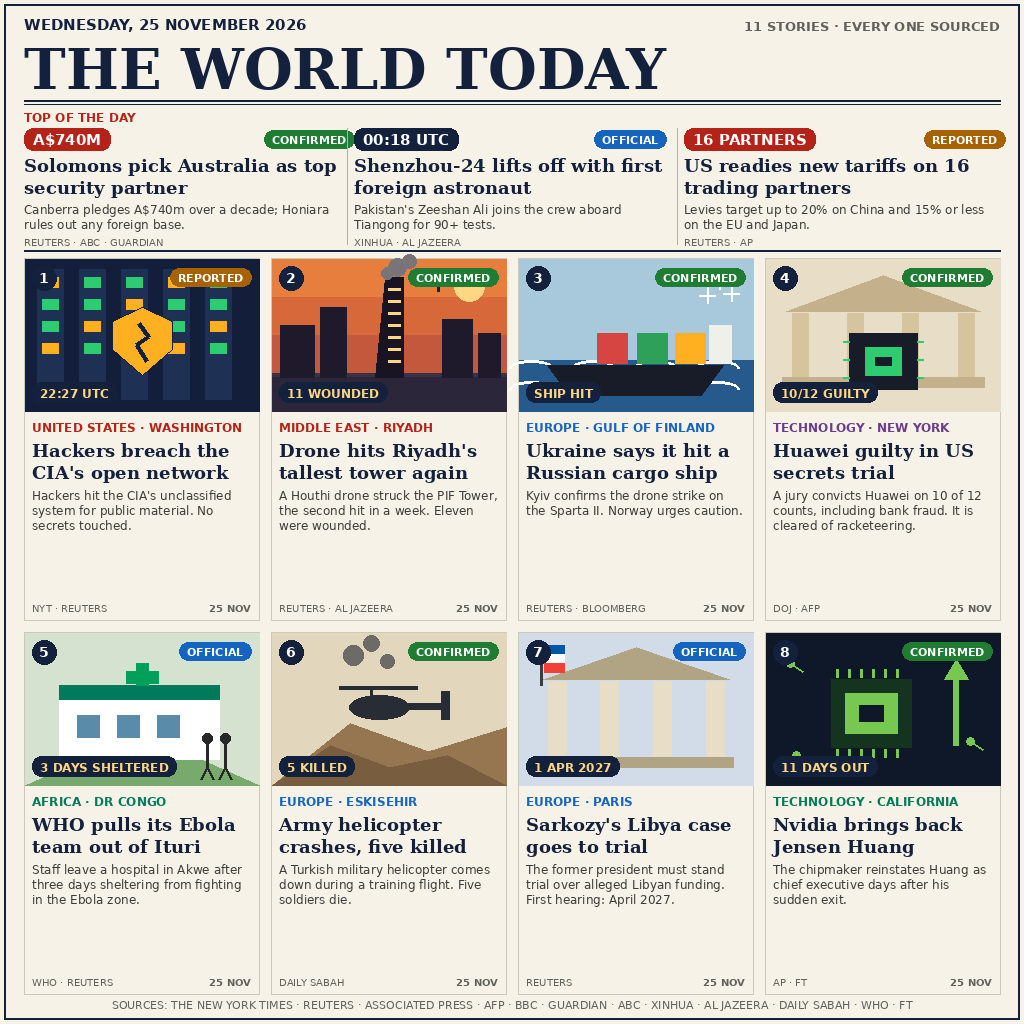 WEDNESDAY, 25 NOVEMBER 2026
11 STORIES · EVERY ONE SOURCED
THE WORLD TODAY
TOP OF THE DAY
A$740M
CONFIRMED
Solomons pick Australia as top
security partner
Canberra pledges A$740m over a decade; Honiara
rules out any foreign base.
REUTERS · ABC · GUARDIAN
00:18 UTC
OFFICIAL
Shenzhou-24 lifts off with first
foreign astronaut
Pakistan's Zeeshan Ali joins the crew aboard
Tiangong for 90+ tests.
XINHUA · AL JAZEERA
16 PARTNERS
REPORTED
US readies new tariffs on 16
trading partners
Levies target up to 20% on China and 15% or less
on the EU and Japan.
REUTERS · AP
1
REPORTED
22:27 UTC
UNITED STATES · WASHINGTON
Hackers breach the
CIA's open network
Hackers hit the CIA's unclassified
system for public material. No
secrets touched.
NYT · REUTERS
25 NOV
2
CONFIRMED
11 WOUNDED
MIDDLE EAST · RIYADH
Drone hits Riyadh's
tallest tower again
A Houthi drone struck the PIF Tower,
the second hit in a week. Eleven
were wounded.
REUTERS · AL JAZEERA
25 NOV
3
CONFIRMED
SHIP HIT
EUROPE · GULF OF FINLAND
Ukraine says it hit a
Russian cargo ship
Kyiv confirms the drone strike on
the Sparta II. Norway urges caution.
REUTERS · BLOOMBERG
25 NOV
4
CONFIRMED
10/12 GUILTY
TECHNOLOGY · NEW YORK
Huawei guilty in US
secrets trial
A jury convicts Huawei on 10 of 12
counts, including bank fraud. It is
cleared of racketeering.
DOJ · AFP
25 NOV
5
OFFICIAL
3 DAYS SHELTERED
AFRICA · DR CONGO
WHO pulls its Ebola
team out of Ituri
Staff leave a hospital in Akwe after
three days sheltering from fighting
in the Ebola zone.
WHO · REUTERS
25 NOV
6
CONFIRMED
5 KILLED
EUROPE · ESKISEHIR
Army helicopter
crashes, five killed
A Turkish military helicopter comes
down during a training flight. Five
soldiers die.
DAILY SABAH
25 NOV
7
OFFICIAL
1 APR 2027
EUROPE · PARIS
Sarkozy's Libya case
goes to trial
The former president must stand
trial over alleged Libyan funding.
First hearing: April 2027.
REUTERS
25 NOV
8
CONFIRMED
11 DAYS OUT
TECHNOLOGY · CALIFORNIA
Nvidia brings back
Jensen Huang
The chipmaker reinstates Huang as
chief executive days after his
sudden exit.
AP · FT
25 NOV
SOURCES: THE NEW YORK TIMES · REUTERS · ASSOCIATED PRESS · AFP · BBC · GUARDIAN · ABC · XINHUA · AL JAZEERA · DAILY SABAH · WHO · FT